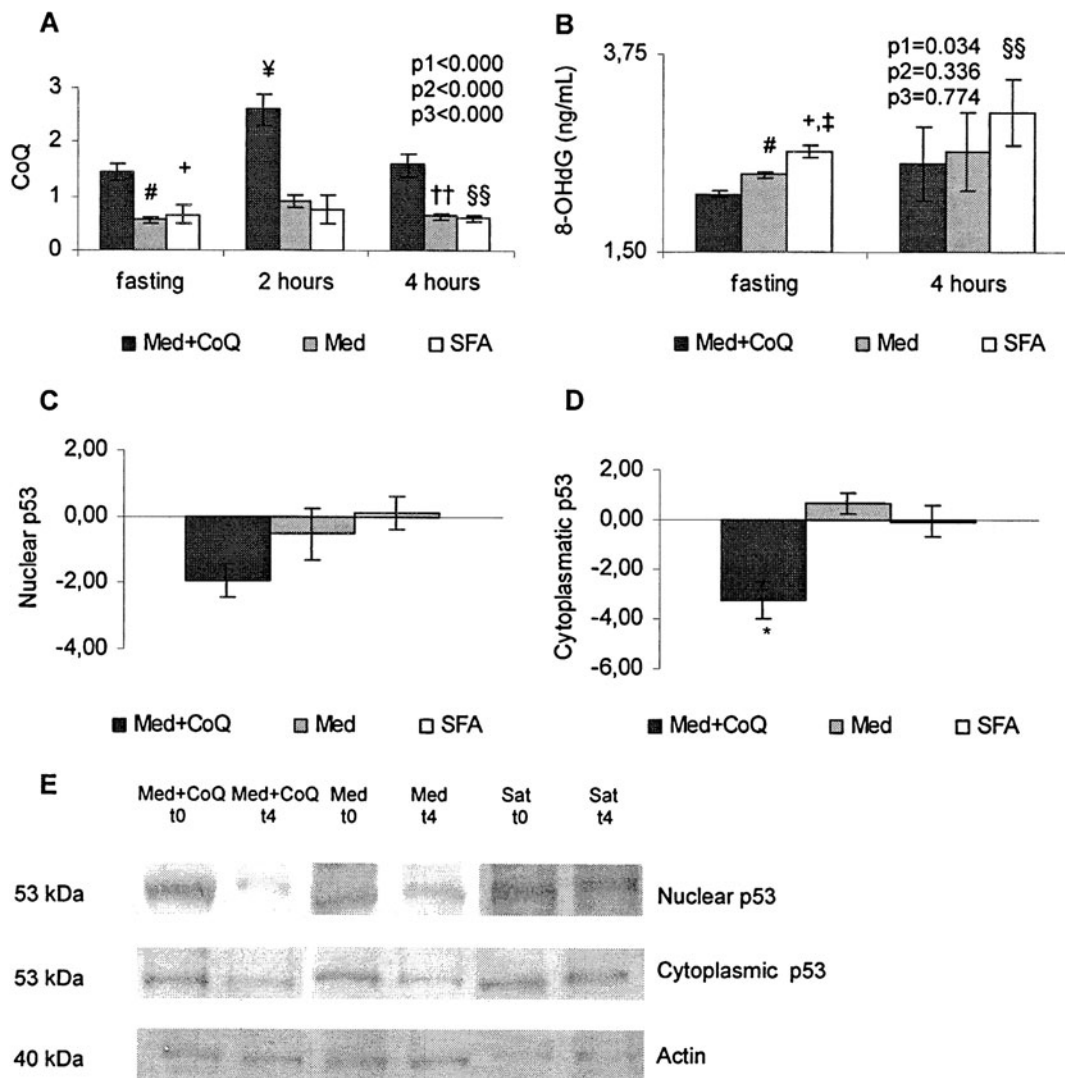 A
CoQ
3
2
1
0
¥
#
+
††
§§
p1<0.000
p2<0.000
p3<0.000
fasting
2 hours
4 hours
Med+CoQ
Med
SFA
B
8-OHdG (ng/mL)
3,75
1,50
#
+,‡
§§
p1=0.034
p2=0.336
p3=0.774
fasting
4 hours
Med+CoQ
Med
SFA
C
Nuclear p53
2,00
0,00
-2,00
-4,00
Med+CoQ
Med
SFA
D
Cytoplasmatic p53
2,00
0,00
-2,00
-4,00
-6,00
*
Med+CoQ
Med
SFA
E
Med+CoQ Med+CoQ Med Med Sat Sat
t0 t4 t0 t4 t0 t4
53 kDa
Nuclear p53
53 kDa
Cytoplasmic p53
40 kDa
Actin